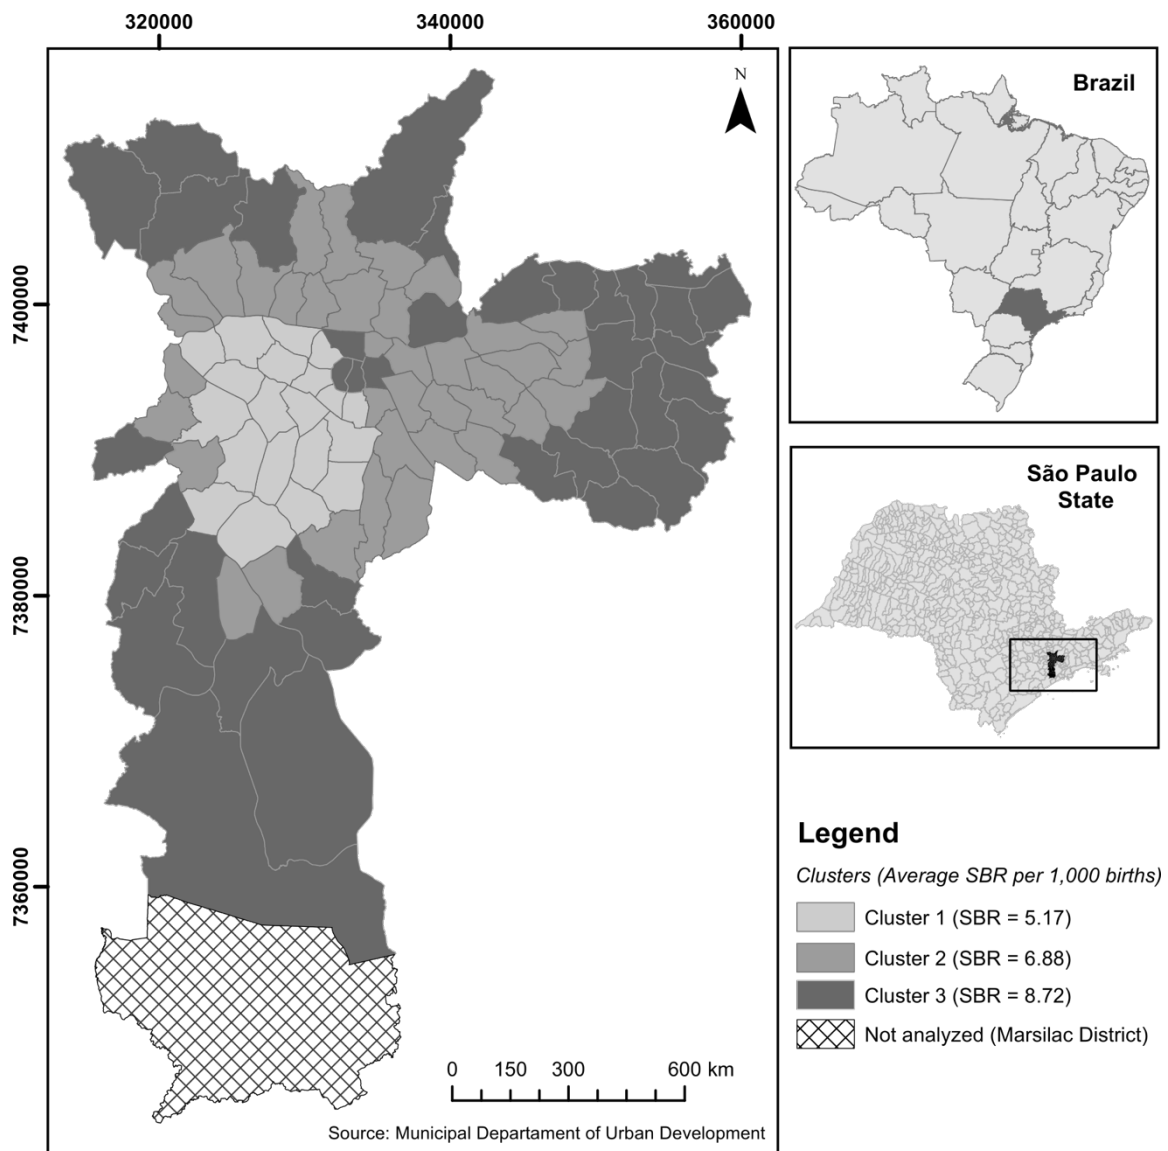 320000
340000
360000
N
7400000
7380000
7360000
0 150 300 600 km
Source: Municipal Departament of Urban Development
Brazil
São Paulo
State
Legend
Clusters (Average SBR per 1,000 births)
Cluster 1 (SBR = 5.17)
Cluster 2 (SBR = 6.88)
Cluster 3 (SBR = 8.72)
Not analyzed (Marsilac District)